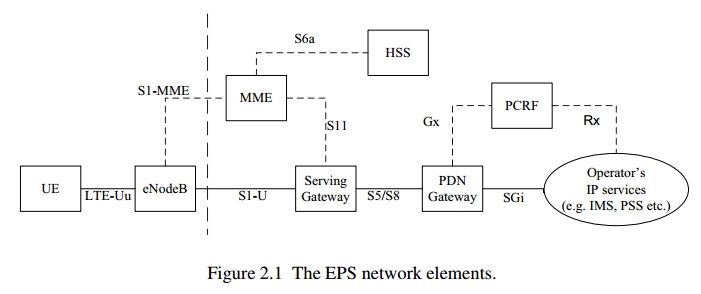 S6a
HSS
S1-MME
MME
PCRF
S11
Gx
Rx
UE
LTE-Uu
eNodeB
S1-U
Serving
Gateway
S5/S8
PDN
Gateway
SGi
Operator's
IP services
(e.g. IMS, PSS etc.)
Figure 2.1 The EPS network elements.